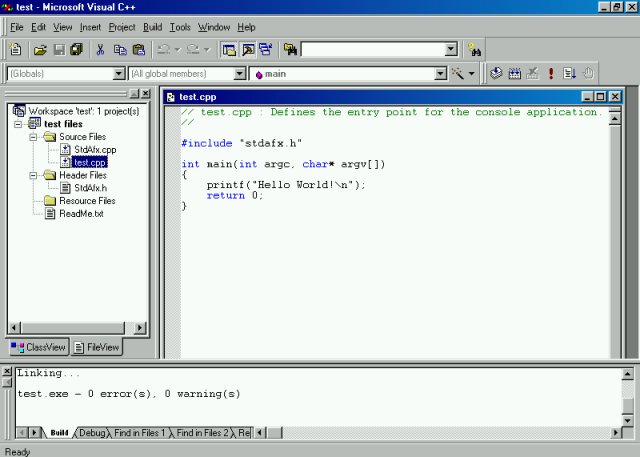 test - Microsoft Visual C++
File Edit View Insert Project Build Tools Window Help
(Globals) (All global members) main
Workspace 'test': 1 project(s)
test files
Source Files
StdAfx.cpp
test.cpp
Header Files
StdAfx.h
Resource Files
ReadMe.txt
ClassView FileView
test.cpp
// test.cpp : Defines the entry point for the console application.
//
#include "stdafx.h"
int main(int argc, char* argv[])
{
printf("Hello World!\n");
return 0;
}
Linking...
test.exe - 0 error(s), 0 warning(s)
Build Debug Find in Files 1 Find in Files 2 Re
Ready